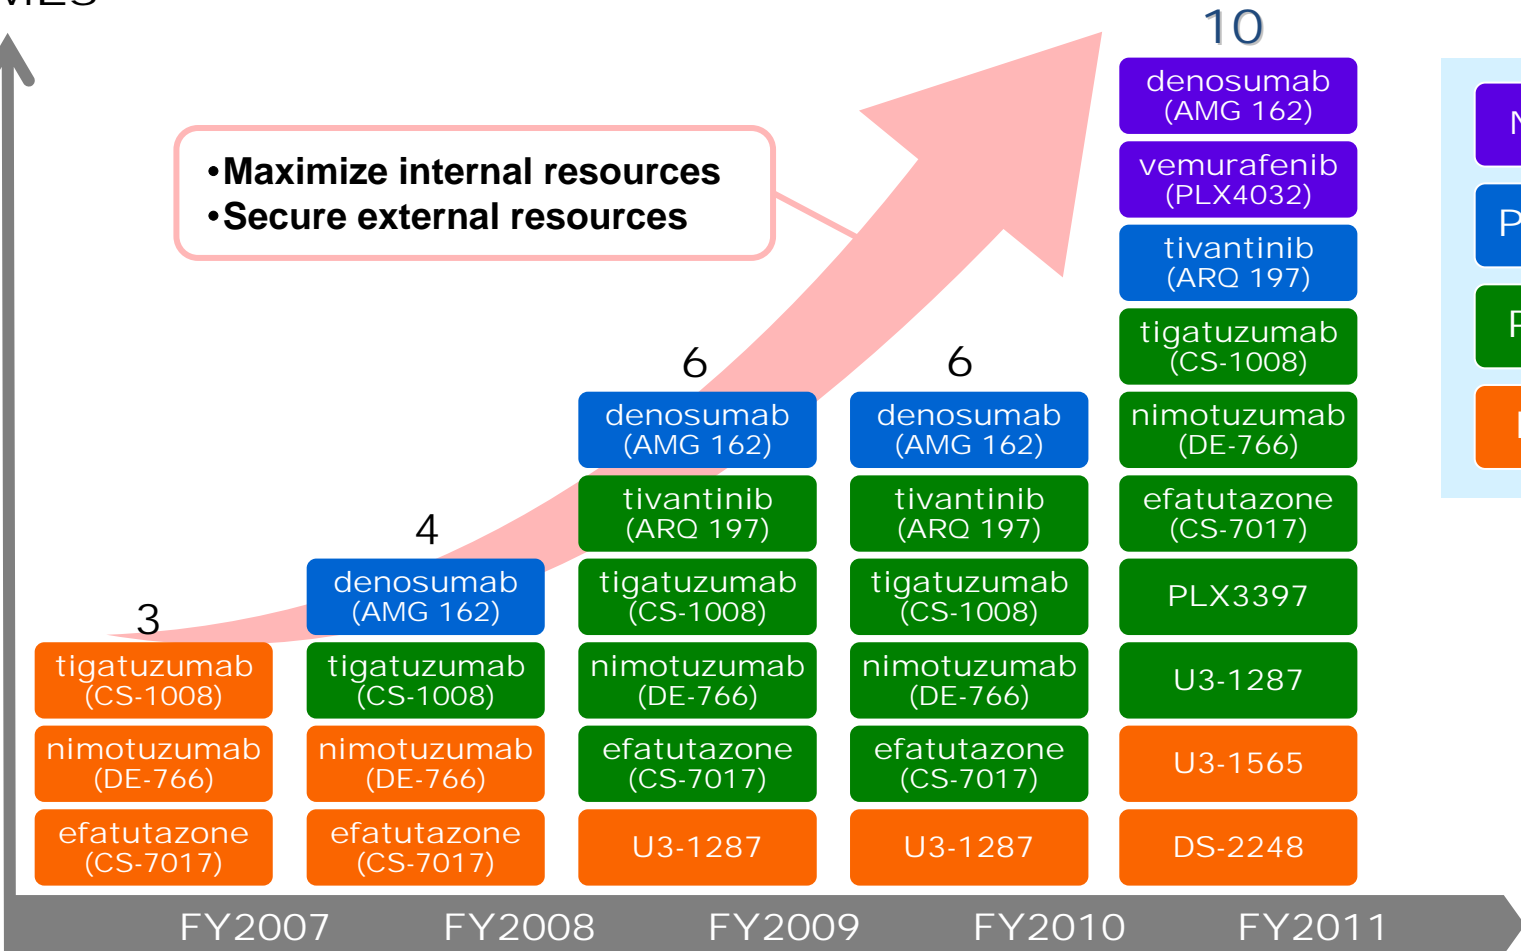 10
•Maximize internal resources
•Secure external resources
3
tigatuzumab
(CS-1008)
nimotuzumab
(DE-766)
efatutazone
(CS-7017)
4
denosumab
(AMG 162)
tigatuzumab
(CS-1008)
nimotuzumab
(DE-766)
efatutazone
(CS-7017)
6
denosumab
(AMG 162)
tivantinib
(ARQ 197)
tigatuzumab
(CS-1008)
nimotuzumab
(DE-766)
efatutazone
(CS-7017)
U3-1287
6
denosumab
(AMG 162)
tivantinib
(ARQ 197)
tigatuzumab
(CS-1008)
nimotuzumab
(DE-766)
efatutazone
(CS-7017)
U3-1287
denosumab
(AMG 162)
vemurafenib
(PLX4032)
tivantinib
(ARQ 197)
tigatuzumab
(CS-1008)
nimotuzumab
(DE-766)
efatutazone
(CS-7017)
PLX3397
U3-1287
U3-1565
DS-2248
FY2007 FY2008 FY2009 FY2010 FY2011